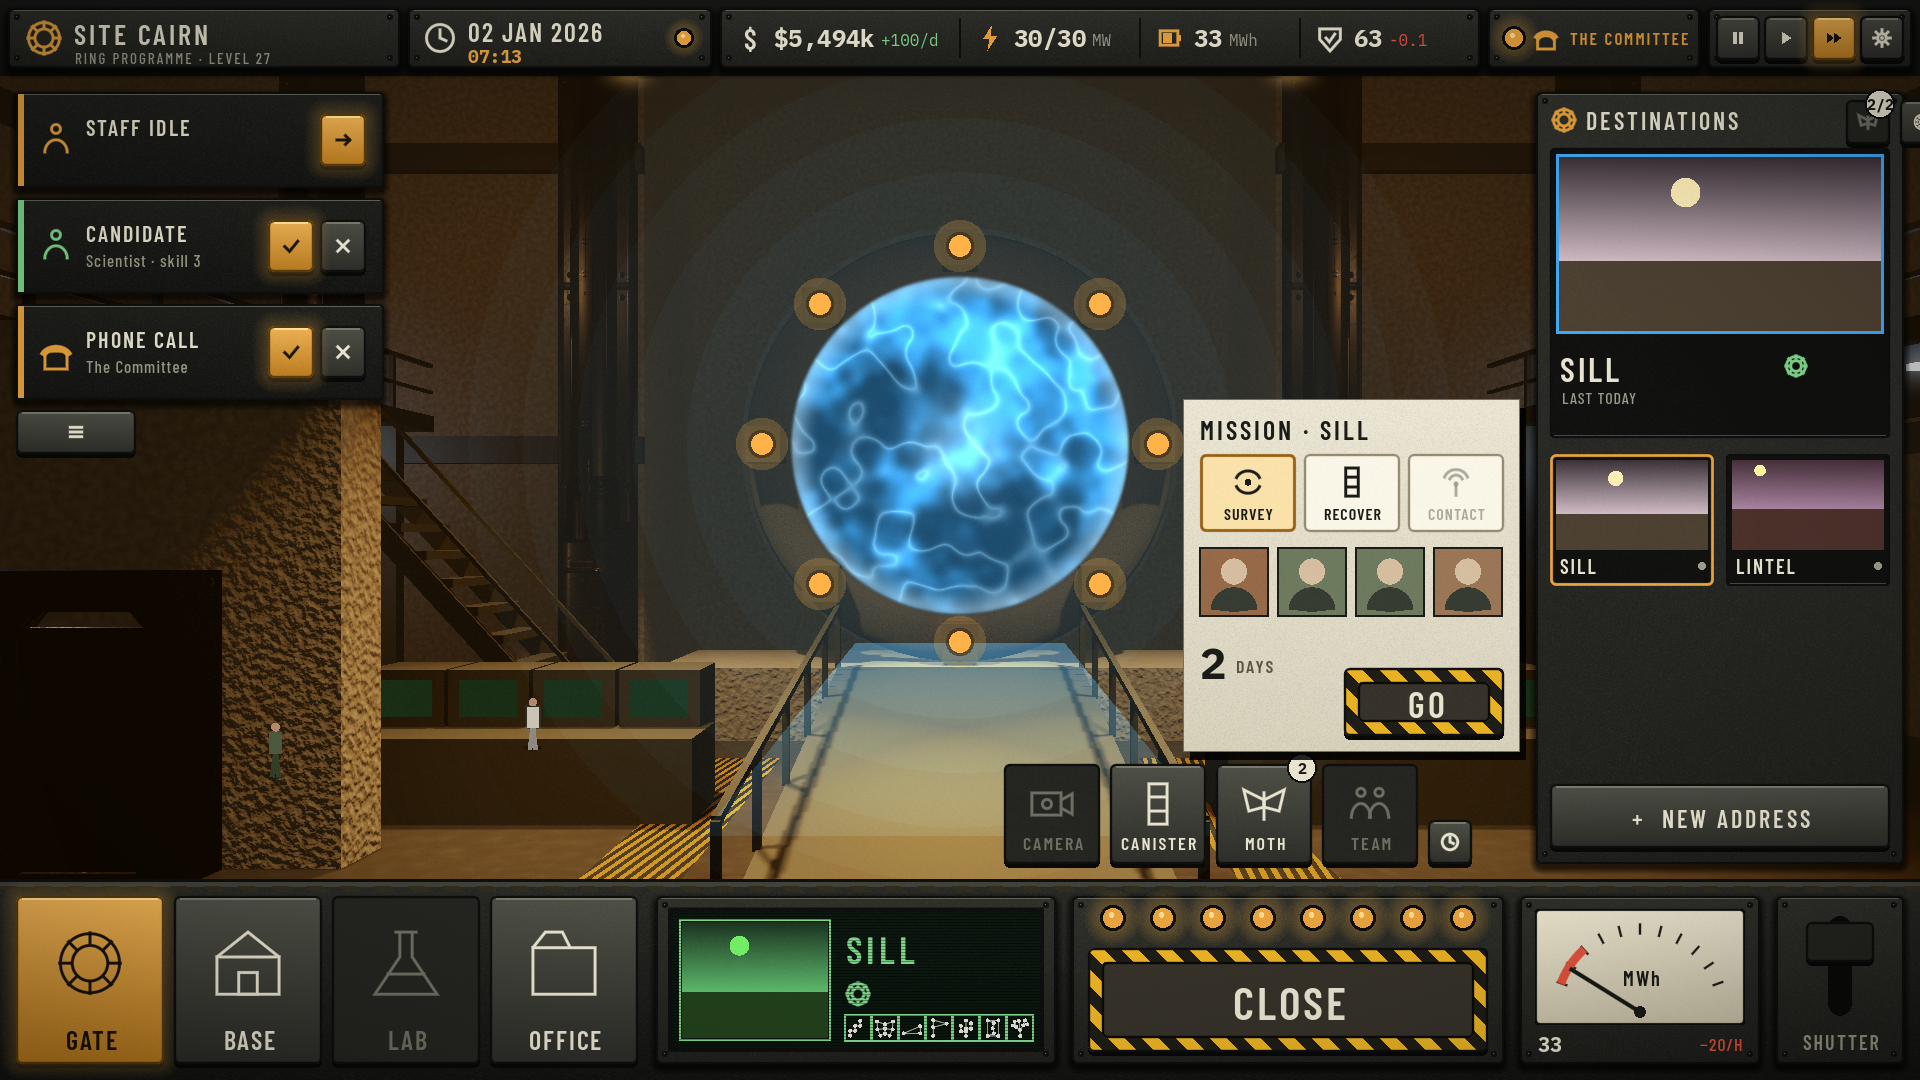 SITE CAIRN
RING PROGRAMME · LEVEL 27
02 JAN 2026
07:13
$ $5,494k +100/d
30/30 MW
33 MWh
63 -0.1
THE COMMITTEE
STAFF IDLE
CANDIDATE
Scientist · skill 3
PHONE CALL
The Committee
DESTINATIONS
2/2
SILL
LAST TODAY
SILL
LINTEL
+ NEW ADDRESS
MISSION · SILL
SURVEY
RECOVER
CONTACT
2 DAYS
GO
CAMERA
CANISTER
2
MOTH
TEAM
GATE
BASE
LAB
OFFICE
SILL
CLOSE
MWh
33
-20/H
SHUTTER